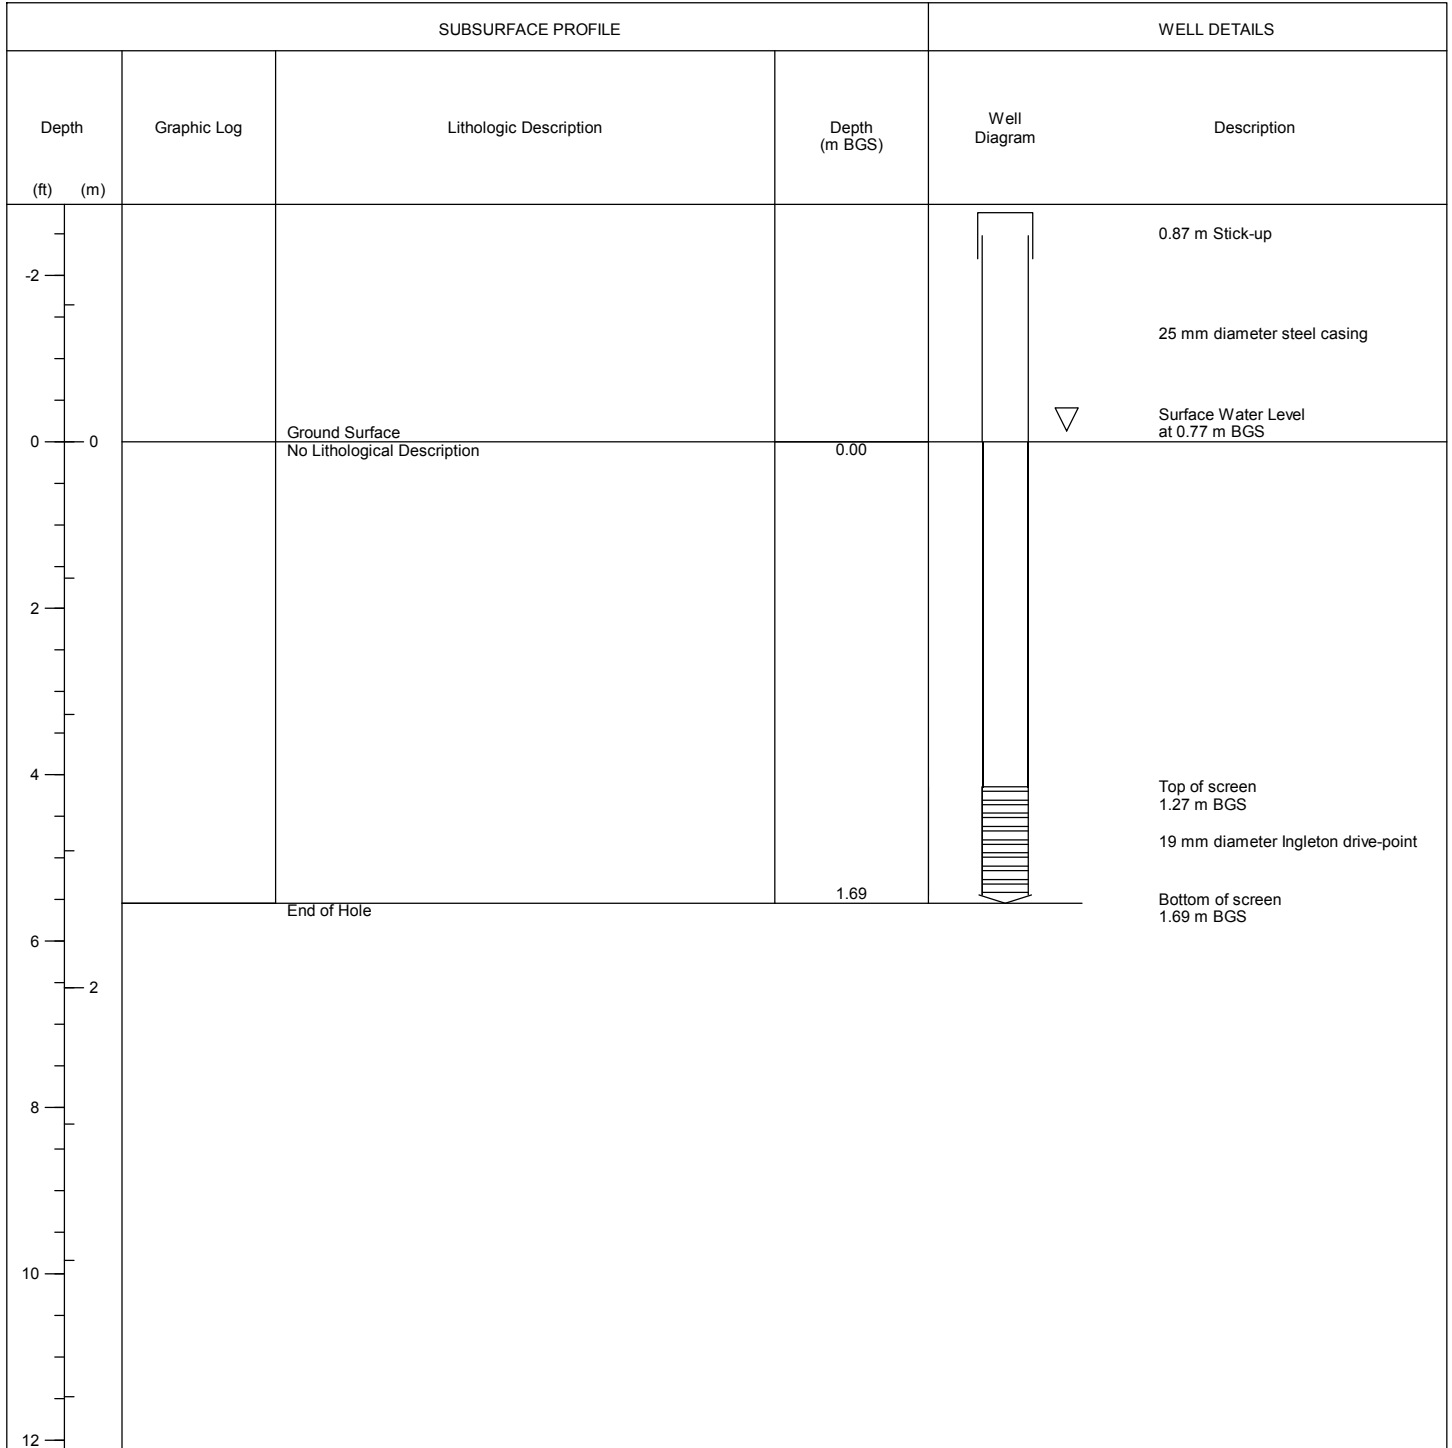 SUBSURFACE PROFILE
WELL DETAILS
Depth
Graphic Log
Lithologic Description
Depth
(m BGS)
Well
Diagram
Description
(ft)
(m)
0.87 m Stick-up
-2
25 mm diameter steel casing
Surface Water Level
at 0.77 m BGS
0
0
Ground Surface
No Lithological Description
0.00
2
4
Top of screen
1.27 m BGS
19 mm diameter Ingleton drive-point
1.69
End of Hole
Bottom of screen
1.69 m BGS
6
2
8
10
12